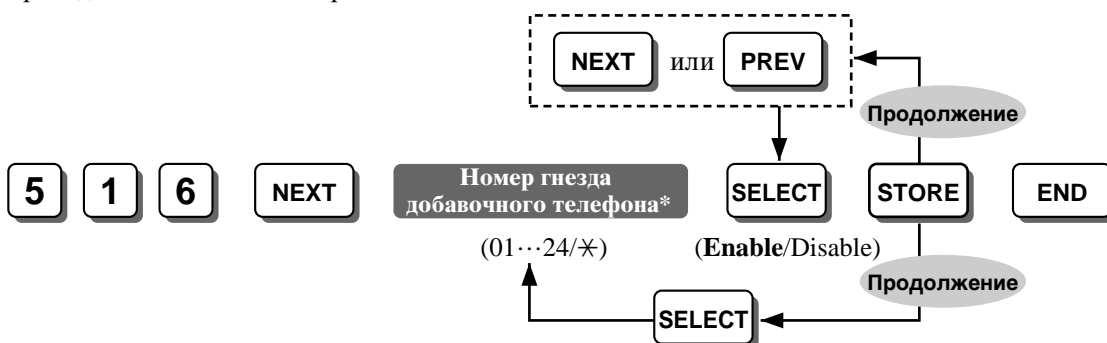 NEXT или PREV
Продолжение
5 1 6 NEXT Номер гнезда добавочного телефона* SELECT STORE END
(01···24/✳) (Enable/Disable)
Продолжение
SELECT